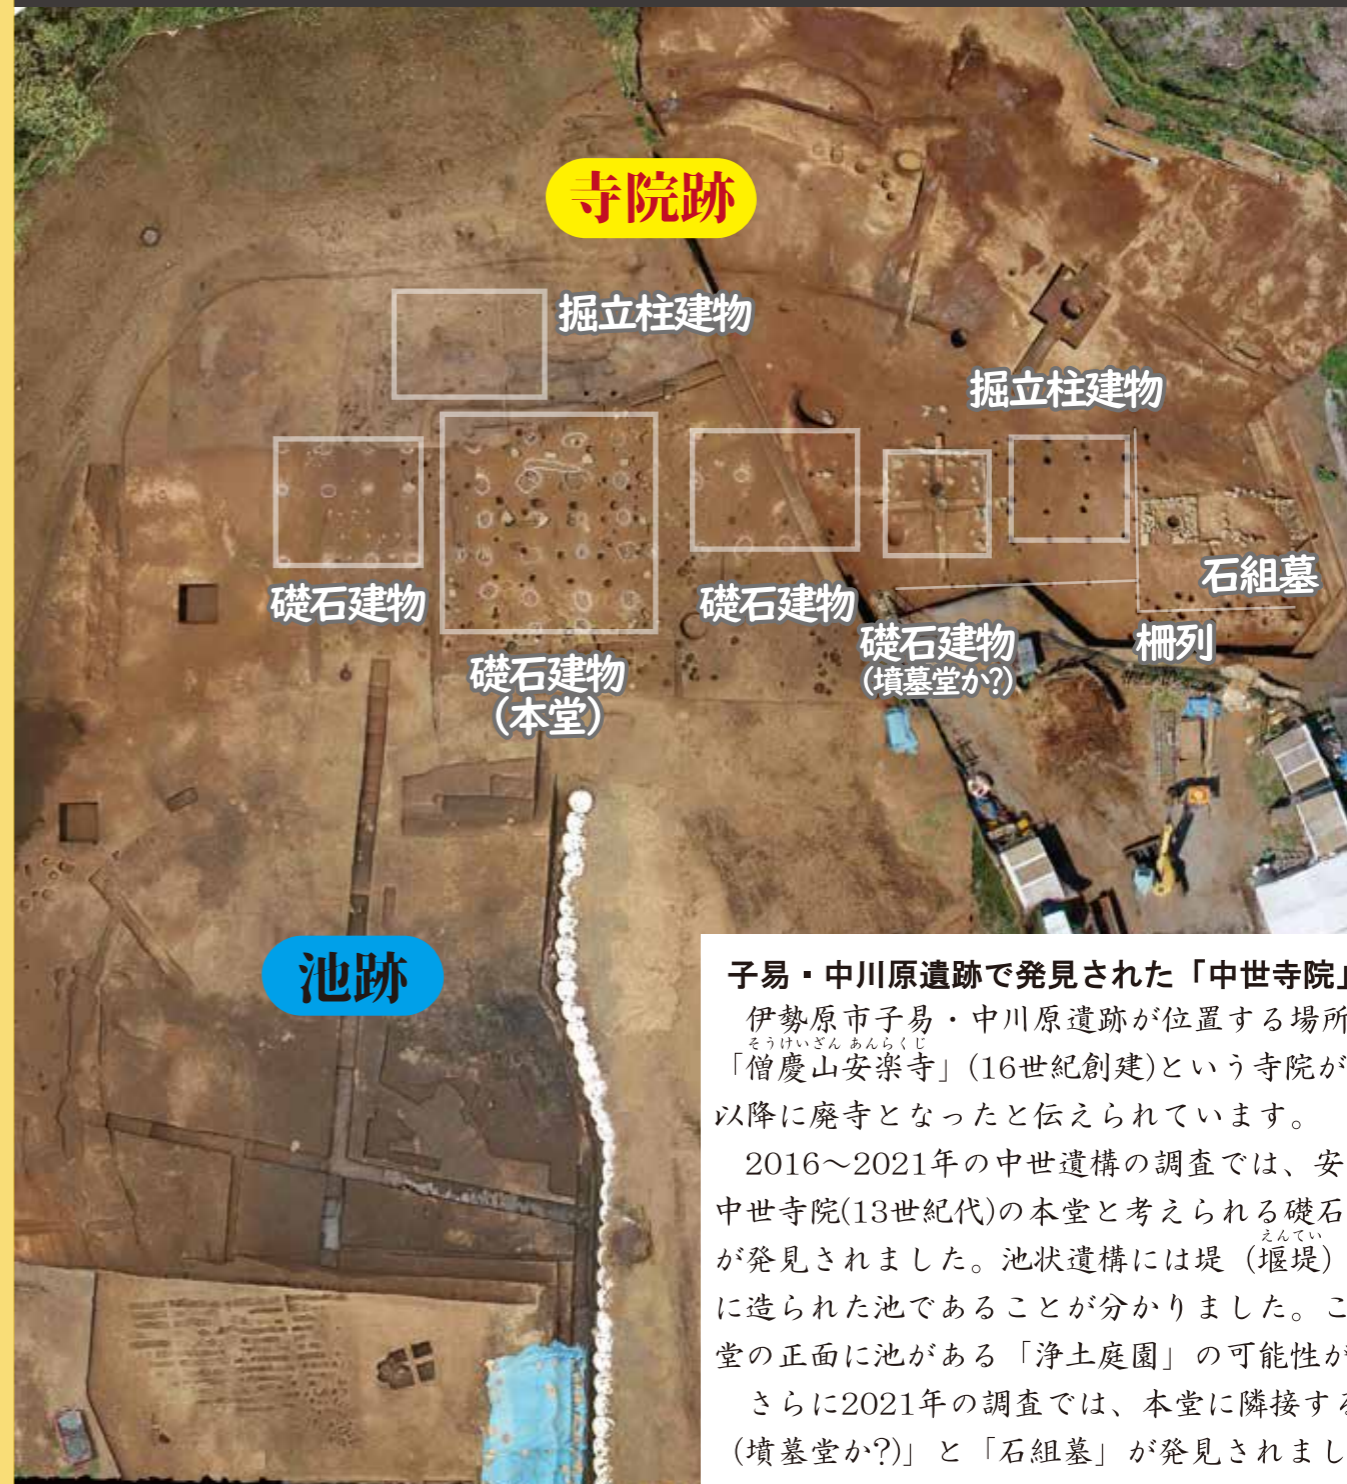 寺院跡
掘立柱建物
掘立柱建物
礎石建物
礎石建物
(本堂)
礎石建物
礎石建物
(墳墓堂か?)
柵列
石組墓
池跡
子易・中川原遺跡で発見された「中世寺院」
伊勢原市子易・中川原遺跡が位置する場所
そうけいざん あんらくじ
「僧慶山安楽寺」(16世紀創建)という寺院が
以降に廃寺となったと伝えられています。
2016〜2021年の中世遺構の調査では、安
中世寺院(13世紀代)の本堂と考えられる礎石
えんてい
が発見されました。池状遺構には堤（堰堤）
に造られた池であることが分かりました。こ
堂の正面に池がある「浄土庭園」の可能性が
さらに2021年の調査では、本堂に隣接する
(墳墓堂か?)」と「石組墓」が発見されまし